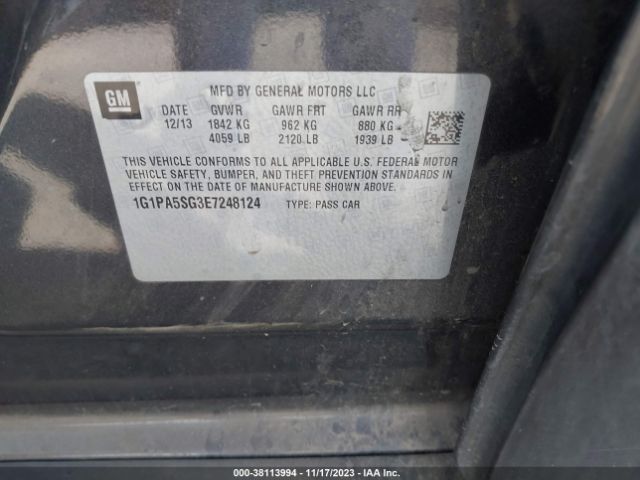 GM
MFD BY GENERAL MOTORS LLC
DATE GVWR GAWR FRT GAWR RR
12/13 1842 KG 962 KG 880 KG
4059 LB 2120 LB 1939 LB
THIS VEHICLE CONFORMS TO ALL APPLICABLE U.S. FEDERAL MOTOR
VEHICLE SAFETY, BUMPER, AND THEFT PREVENTION STANDARDS IN
EFFECT ON THE DATE OF MANUFACTURE SHOWN ABOVE.
1G1PA5SG3E7248124 TYPE: PASS CAR
000-38113994 - 11/17/2023 - IAA Inc.